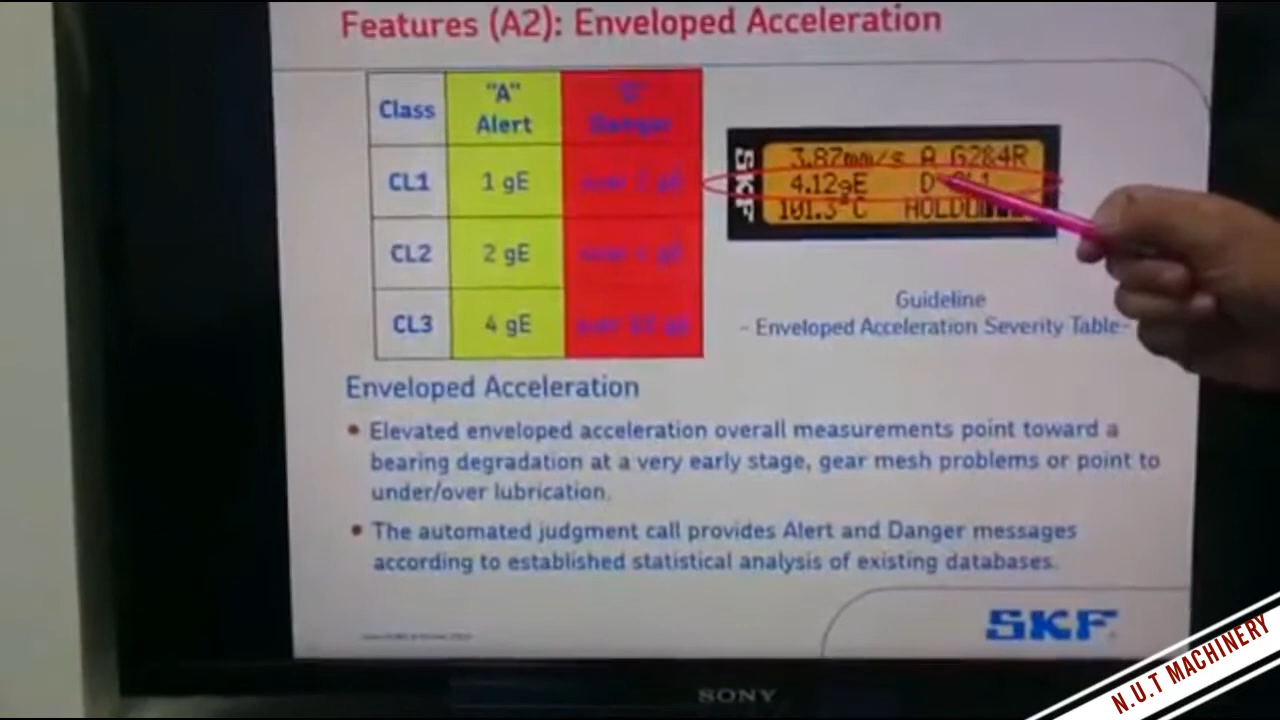 Features (A2): Enveloped Acceleration
Class
"A"
Alert
"D"
Danger
CL1
1 gE
CL2
2 gE
CL3
4 gE
SKF
3.87mm/s A G2&4R
4.12gE D CL1
101.3°C HOLD
Guideline
- Enveloped Acceleration Severity Table-
Enveloped Acceleration
• Elevated enveloped acceleration overall measurements point toward a
bearing degradation at a very early stage, gear mesh problems or point to
under/over lubrication.
• The automated judgment call provides Alert and Danger messages
according to established statistical analysis of existing databases.
SKF
SONY
N.U.T MACHINERY